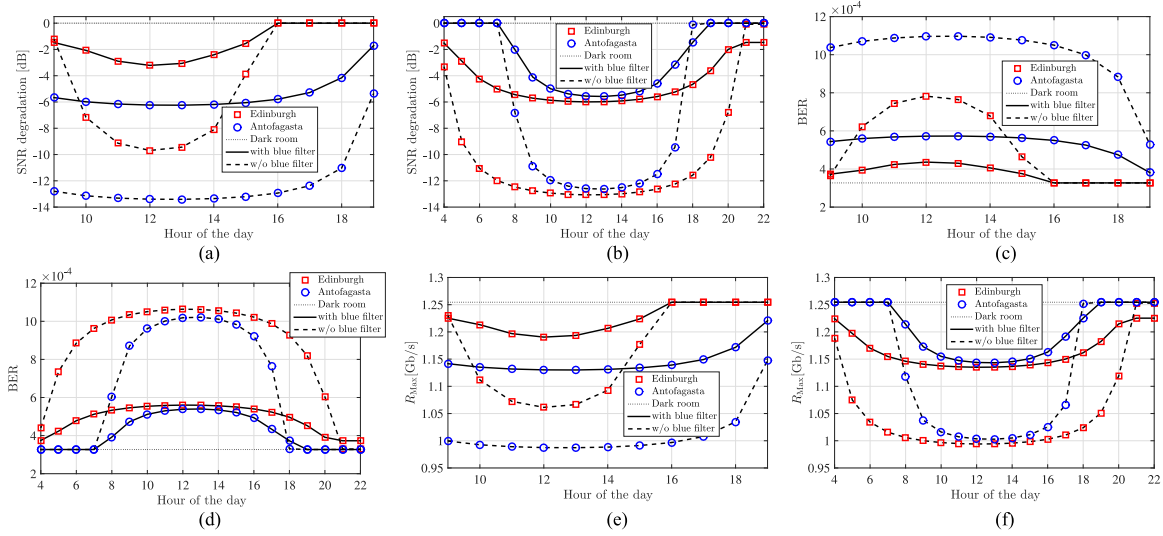 0
-2
-4
-6
-8
-10
-12
-14
SNR degradation [dB]
10 12 14 16 18
Hour of the day
Edinburgh
Antofagasta
Dark room
with blue filter
w/o blue filter
(a)
0
-2
-4
-6
-8
-10
-12
-14
SNR degradation [dB]
4 6 8 10 12 14 16 18 20 22
Hour of the day
Edinburgh
Antofagasta
Dark room
with blue filter
w/o blue filter
(b)
×10⁻⁴
12
10
8
6
4
2
BER
10 12 14 16 18
Hour of the day
Edinburgh
Antofagasta
Dark room
with blue filter
w/o blue filter
(c)
×10⁻⁴
12
10
8
6
4
2
BER
4 6 8 10 12 14 16 18 20 22
Hour of the day
Edinburgh
Antofagasta
Dark room
with blue filter
w/o blue filter
(d)
1.3
1.25
1.2
1.15
1.1
1.05
1
0.95
R_Max[Gb/s]
10 12 14 16 18
Hour of the day
Edinburgh
Antofagasta
Dark room
with blue filter
w/o blue filter
(e)
1.3
1.25
1.2
1.15
1.1
1.05
1
0.95
R_Max[Gb/s]
4 6 8 10 12 14 16 18 20 22
Hour of the day
Edinburgh
Antofagasta
Dark room
with blue filter
w/o blue filter
(f)